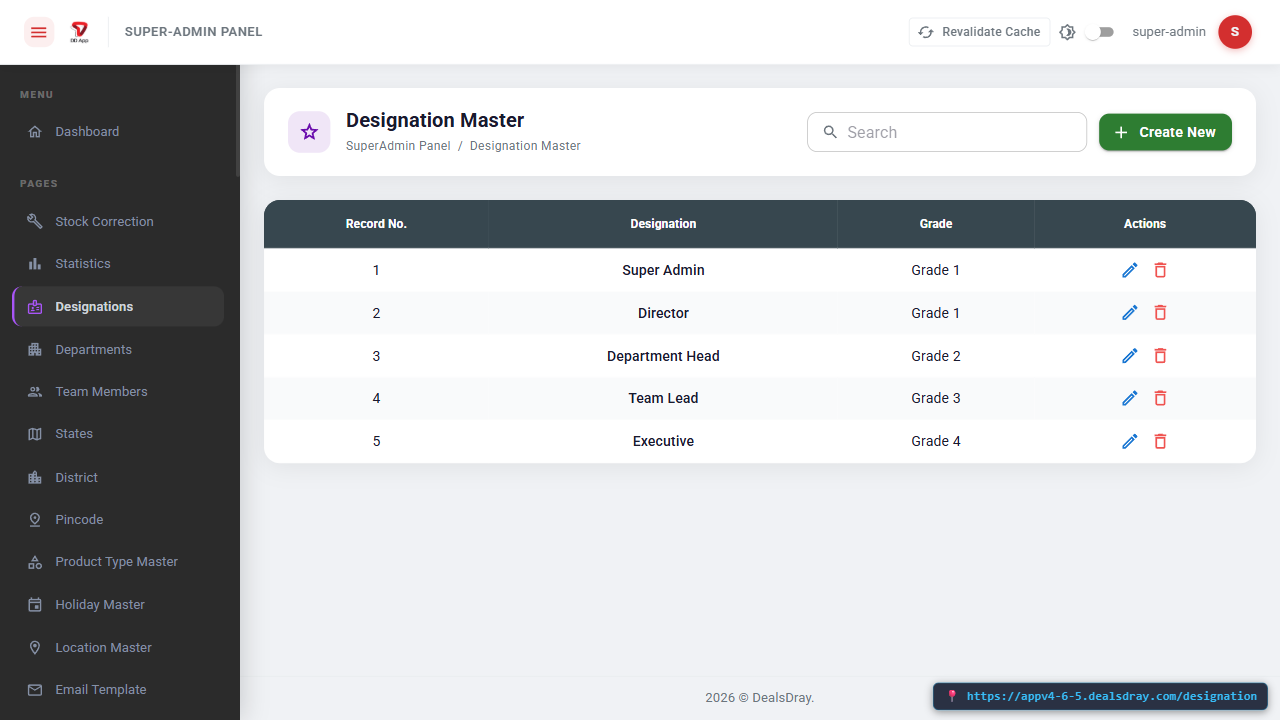 DD App
SUPER-ADMIN PANEL
Revalidate Cache
super-admin
S
MENU
Dashboard
PAGES
Stock Correction
Statistics
Designations
Departments
Team Members
States
District
Pincode
Product Type Master
Holiday Master
Location Master
Email Template
Designation Master
SuperAdmin Panel / Designation Master
Search
Create New
Record No. Designation Grade Actions
1 Super Admin Grade 1
2 Director Grade 1
3 Department Head Grade 2
4 Team Lead Grade 3
5 Executive Grade 4
2026 © DealsDray.
https://appv4-6-5.dealsdray.com/designation